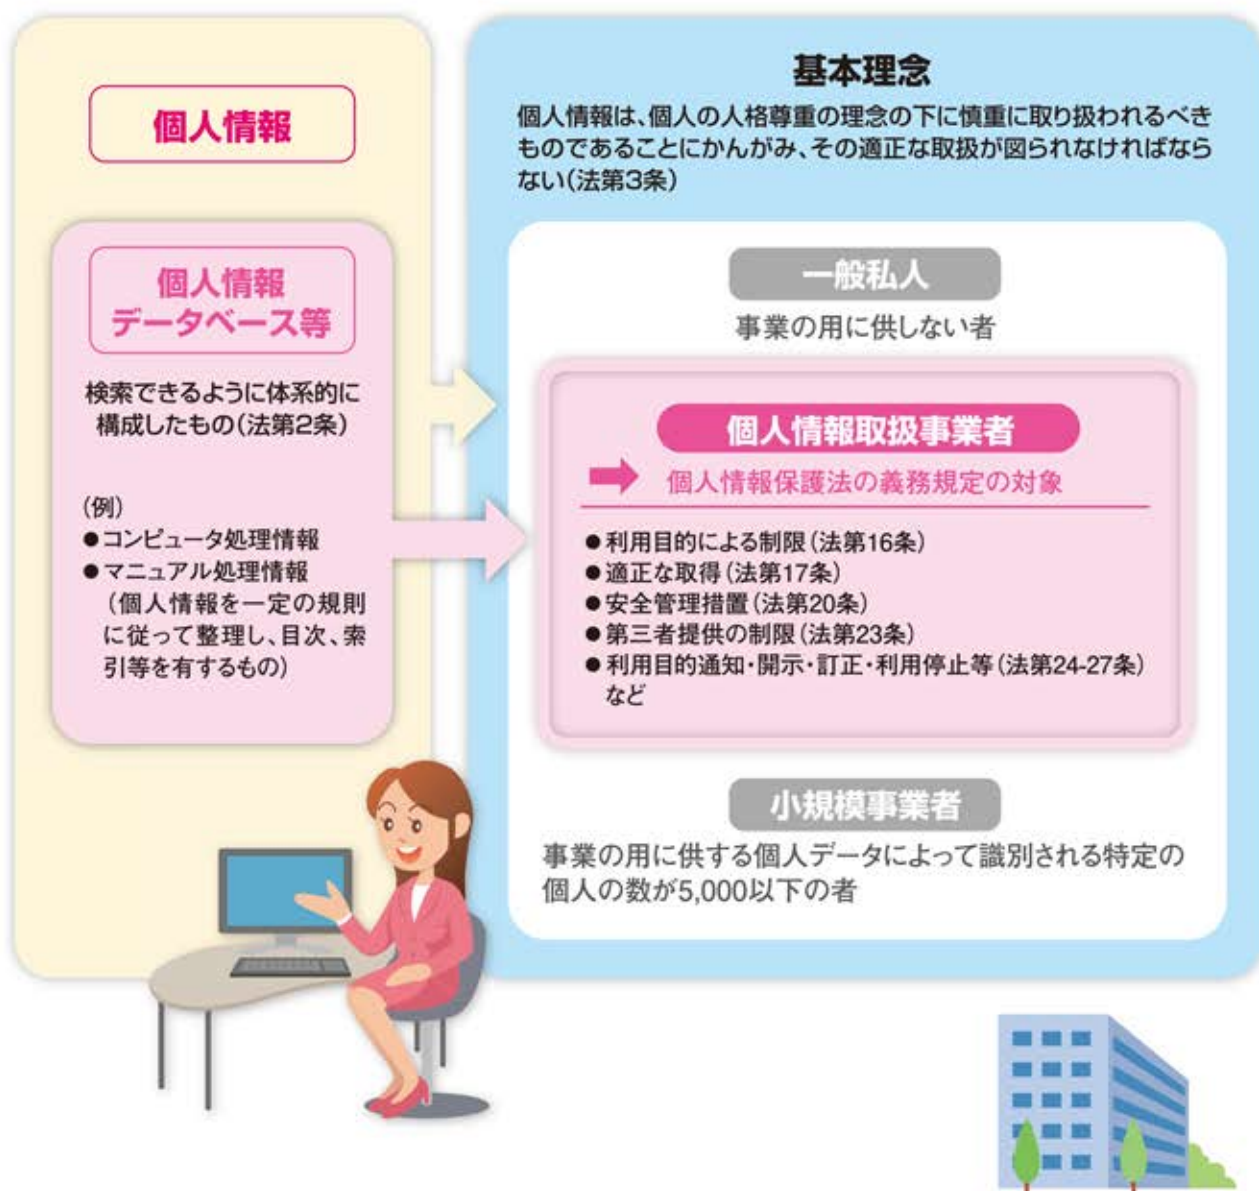 個人情報
個人情報
データベース等
検索できるように体系的に
構成したもの(法第2条)
(例)
●コンピュータ処理情報
●マニュアル処理情報
(個人情報を一定の規則
に従って整理し、目次、索
引等を有するもの)
基本理念
個人情報は、個人の人格尊重の理念の下に慎重に取り扱われるべき
ものであることにかんがみ、その適正な取扱が図られなければなら
ない(法第3条)
一般私人
事業の用に供しない者
個人情報取扱事業者
個人情報保護法の義務規定の対象
●利用目的による制限(法第16条)
●適正な取得(法第17条)
●安全管理措置(法第20条)
●第三者提供の制限(法第23条)
●利用目的通知・開示・訂正・利用停止等(法第24-27条)
など
小規模事業者
事業の用に供する個人データによって識別される特定の
個人の数が5,000以下の者